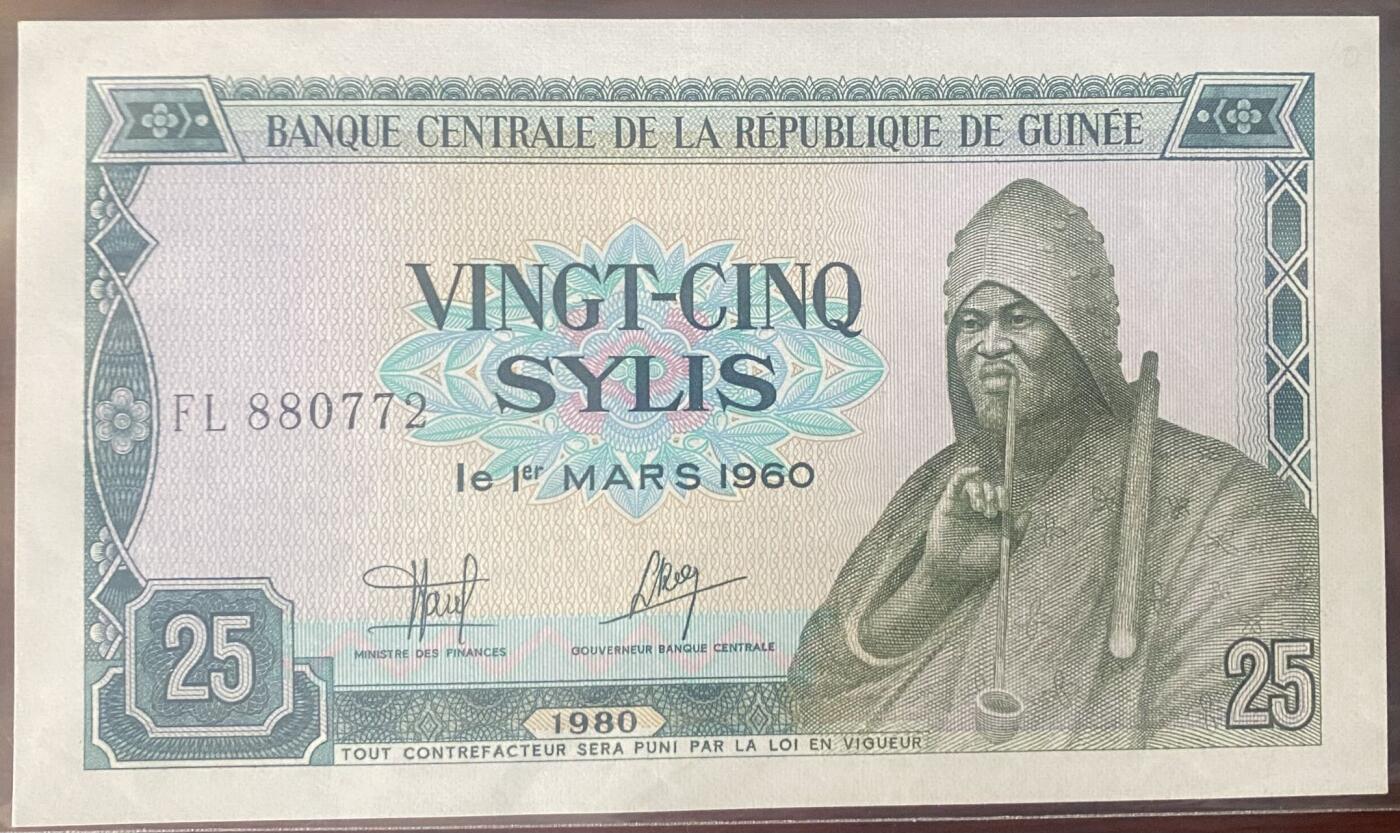 BANQUE CENTRALE DE LA RÉPUBLIQUE DE GUINÉE
VINGT-CINQ
SYLIS
FL 880772
le 1er MARS 1960
MINISTRE DES FINANCES
GOUVERNEUR BANQUE CENTRALE
25
25
1980
TOUT CONTREFACTEUR SERA PUNI PAR LA LOI EN VIGUEUR